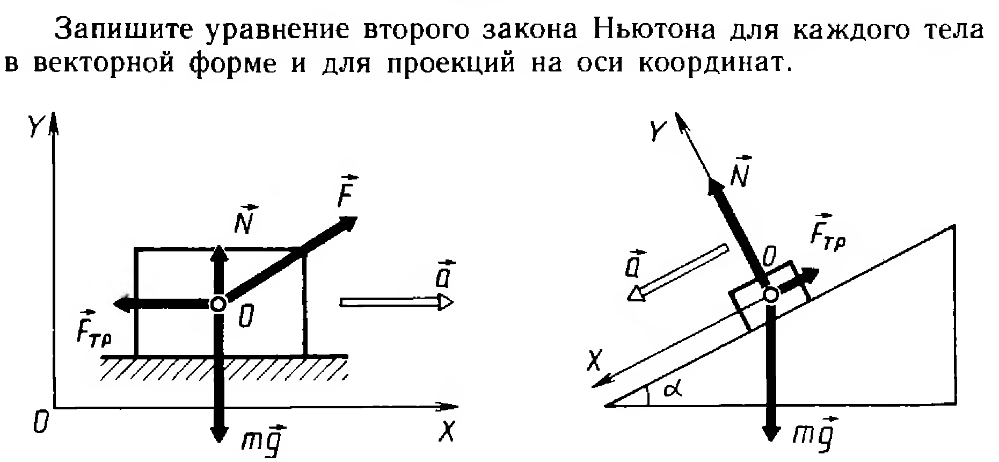 Запишите уравнение второго закона Ньютона для каждого тела
в векторной форме и для проекций на оси координат.
Y
N⃗
F⃗
a⃗
F⃗тр
O
O
X
mg⃗
Y
N⃗
F⃗тр
a⃗
O
X
α
mg⃗